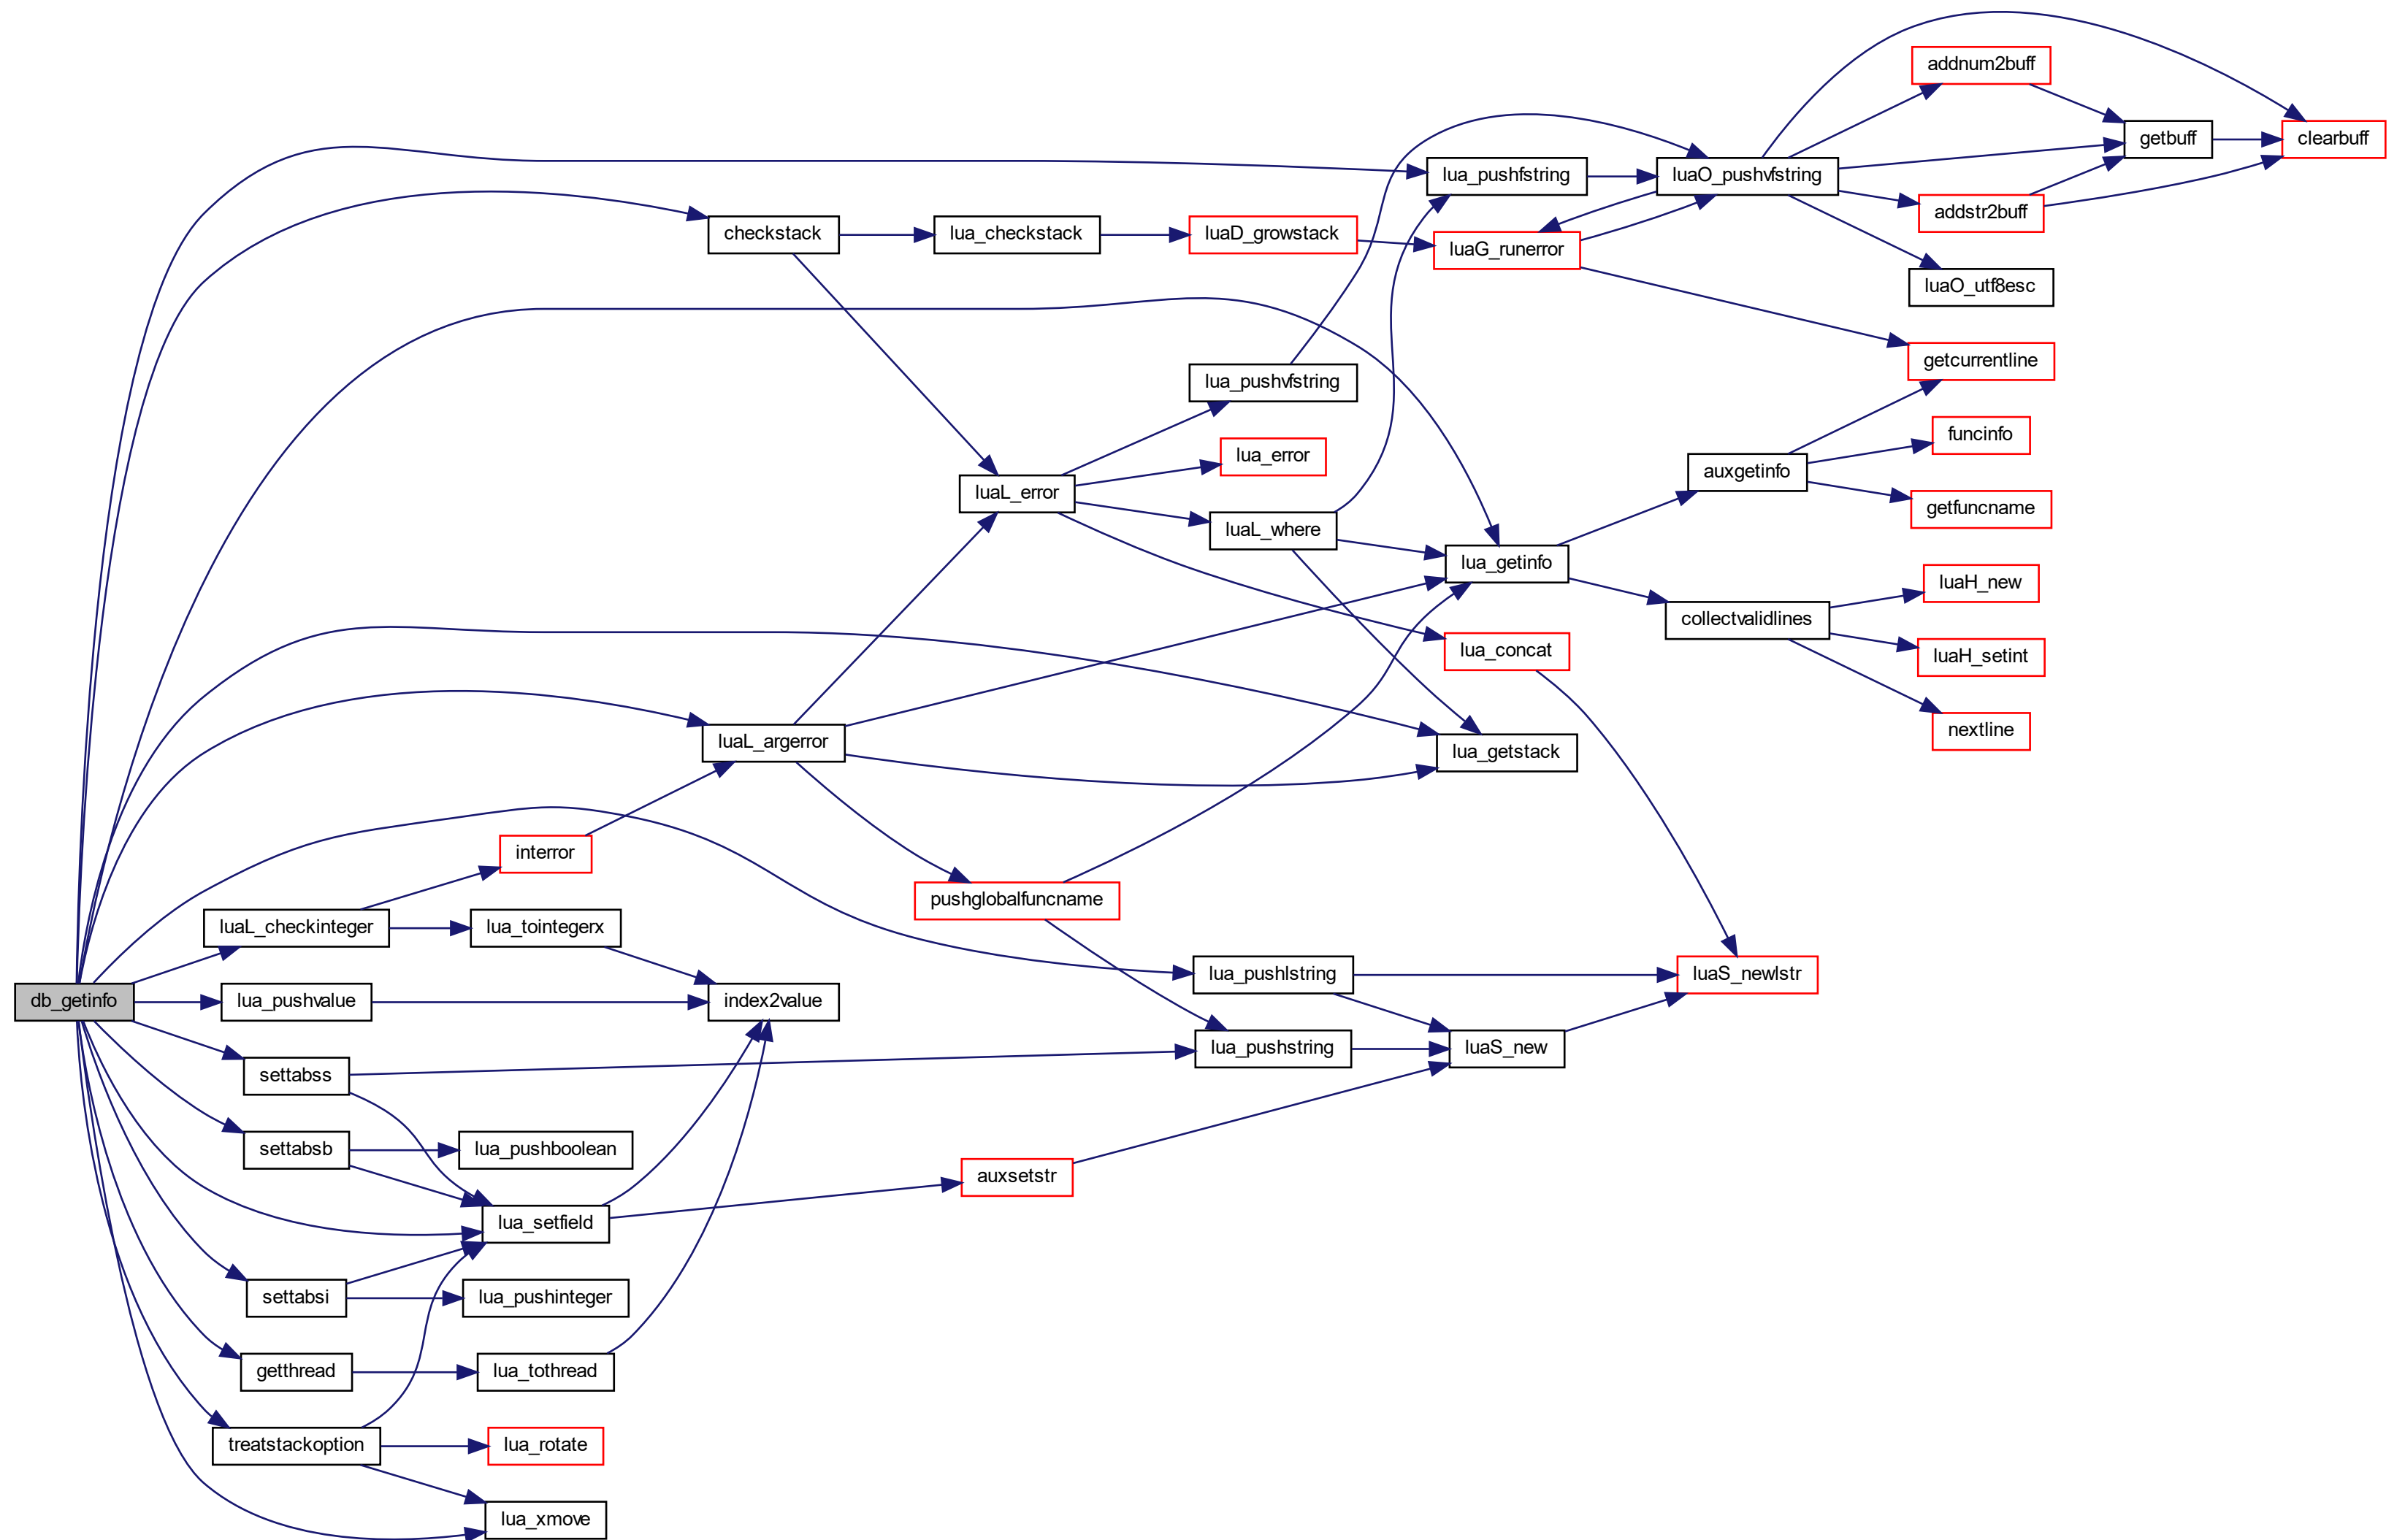 addnum2buff
getbuff
clearbuff
lua_pushfstring
luaO_pushvfstring
addstr2buff
checkstack
lua_checkstack
luaD_growstack
luaG_runerror
luaO_utf8esc
getcurrentline
lua_pushvfstring
funcinfo
lua_error
auxgetinfo
luaL_error
getfuncname
luaL_where
lua_getinfo
luaH_new
collectvalidlines
lua_concat
luaH_setint
nextline
luaL_argerror
lua_getstack
interror
pushglobalfuncname
luaL_checkinteger
lua_tointegerx
lua_pushlstring
luaS_newlstr
db_getinfo
lua_pushvalue
index2value
lua_pushstring
luaS_new
settabss
settabsb
lua_pushboolean
auxsetstr
lua_setfield
settabsi
lua_pushinteger
getthread
lua_tothread
treatstackoption
lua_rotate
lua_xmove